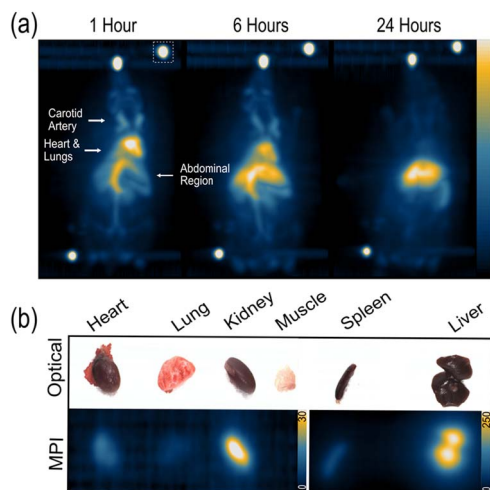 (a)
1 Hour 6 Hours 24 Hours
Carotid
Artery
Heart &
Lungs
Abdominal
Region
(b)
Heart Lung Kidney Muscle Spleen Liver
Optical
MPI
30
0
250
0